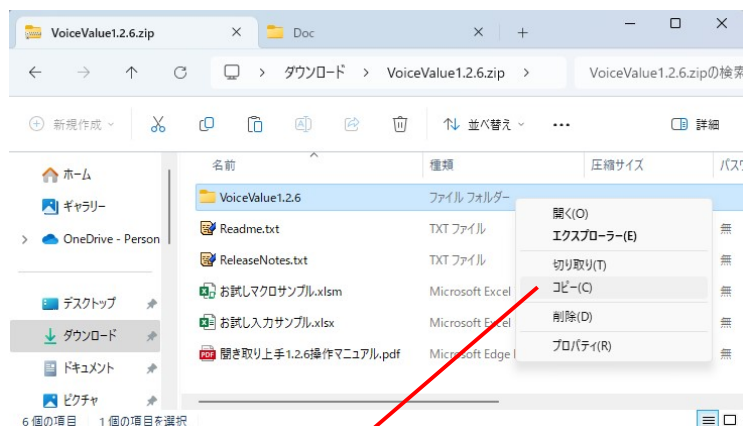 VoiceValue1.2.6.zip
Doc
ダウンロード > VoiceValue1.2.6.zip >
VoiceValue1.2.6.zipの検索
新規作成
並べ替え
詳細
ホーム
ギャラリー
OneDrive - Person
デスクトップ
ダウンロード
ドキュメント
ピクチャ
名前 種類 圧縮サイズ パスワ
VoiceValue1.2.6 ファイル フォルダー
Readme.txt TXT ファイル 無
ReleaseNotes.txt TXT ファイル 無
お試しマクロサンプル.xlsm Microsoft Excel 無
お試し入力サンプル.xlsx Microsoft Excel 無
聞き取り上手1.2.6操作マニュアル.pdf Microsoft Edge 無
開く(O)
エクスプローラー(E)
切り取り(T)
コピー(C)
削除(D)
プロパティ(R)
6 個の項目 1 個の項目を選択